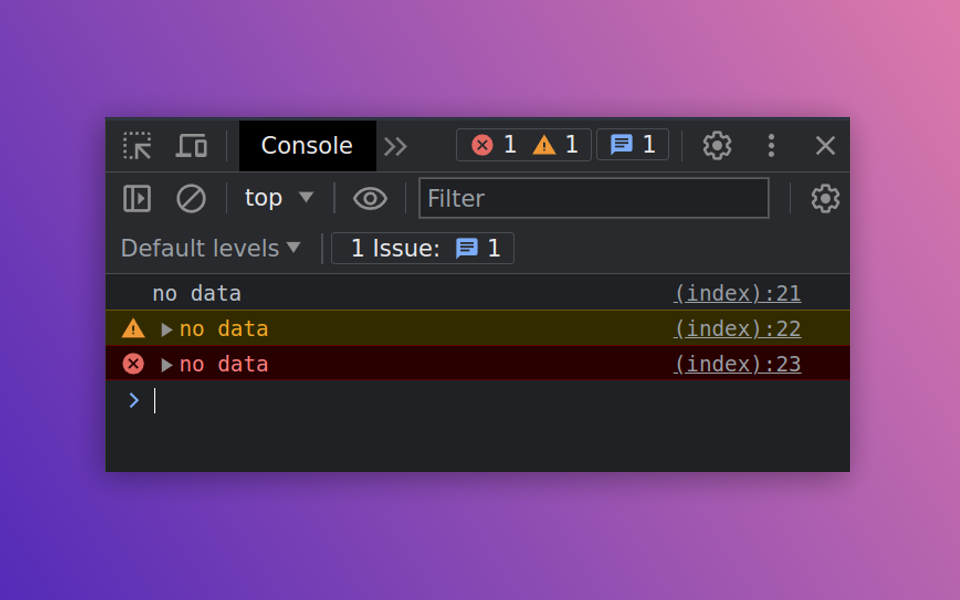 Console 1 1 1
top Filter
Default levels 1 Issue: 1
no data (index):21
no data (index):22
no data (index):23